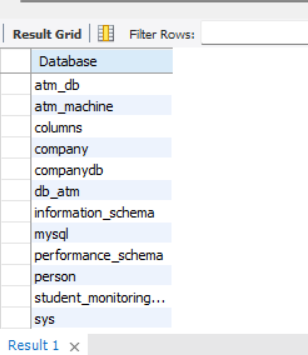 Result Grid Filter Rows:
Database
atm_db
atm_machine
columns
company
companydb
db_atm
information_schema
mysql
performance_schema
person
student_monitoring...
sys
Result 1 ×